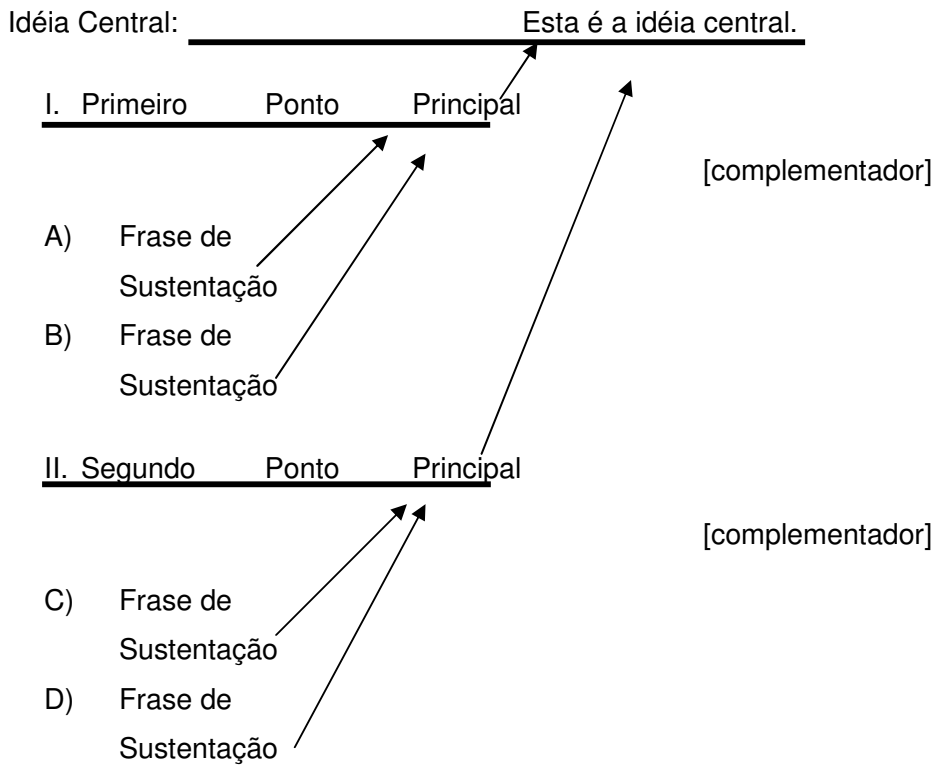 Idéia Central: Esta é a idéia central.
I. Primeiro Ponto Principal
[complementador]
A) Frase de
Sustentação
B) Frase de
Sustentação
II. Segundo Ponto Principal
[complementador]
C) Frase de
Sustentação
D) Frase de
Sustentação